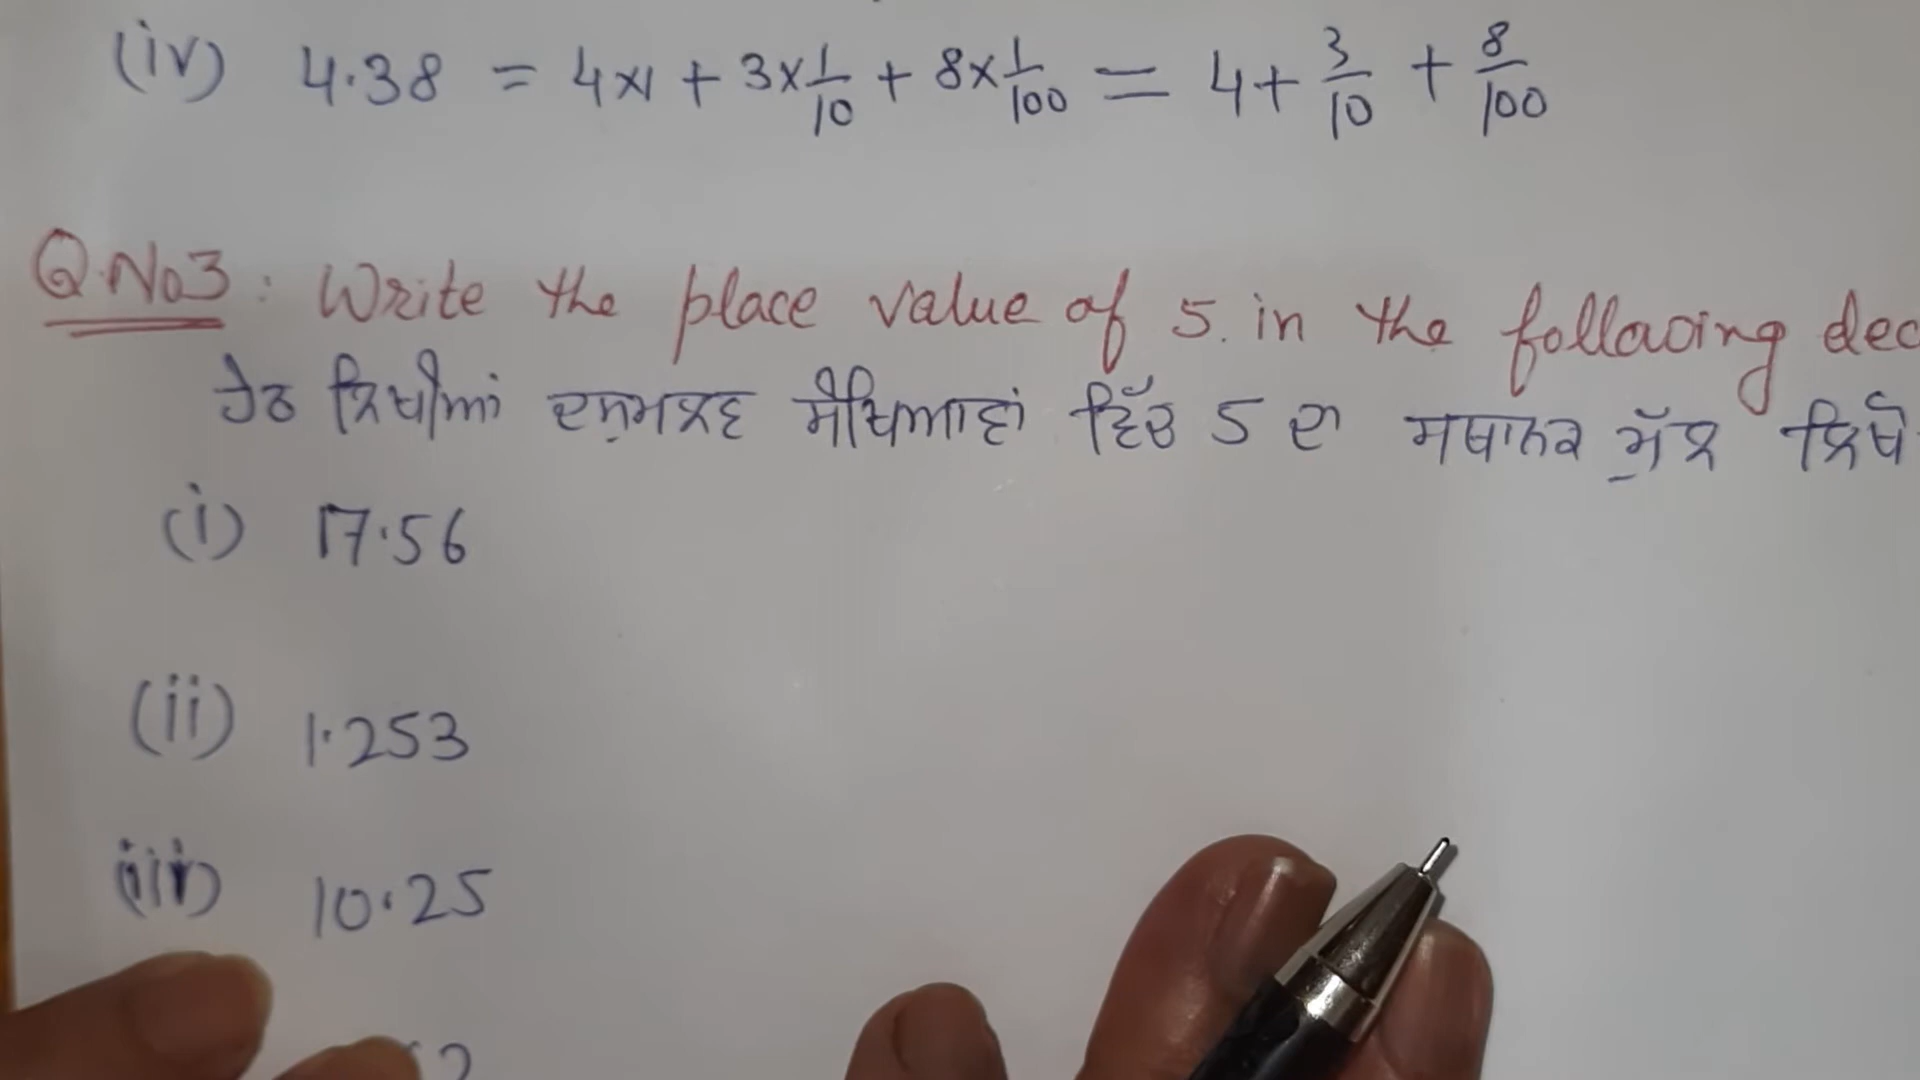 (iv) 4.38 = 4×1 + 3×1/10 + 8×1/100 = 4 + 3/10 + 8/100
Q.No3: Write the place value of 5. in the following dec
ਹੇਠ ਲਿਖੀਆਂ ਦਸ਼ਮਲਵ ਸੰਖਿਆਵਾਂ ਵਿੱਚ 5 ਦਾ ਸਥਾਨਕ ਮੁੱਲ ਲਿਖੋ
(i) 17.56
(ii) 1.253
(iii) 10.25